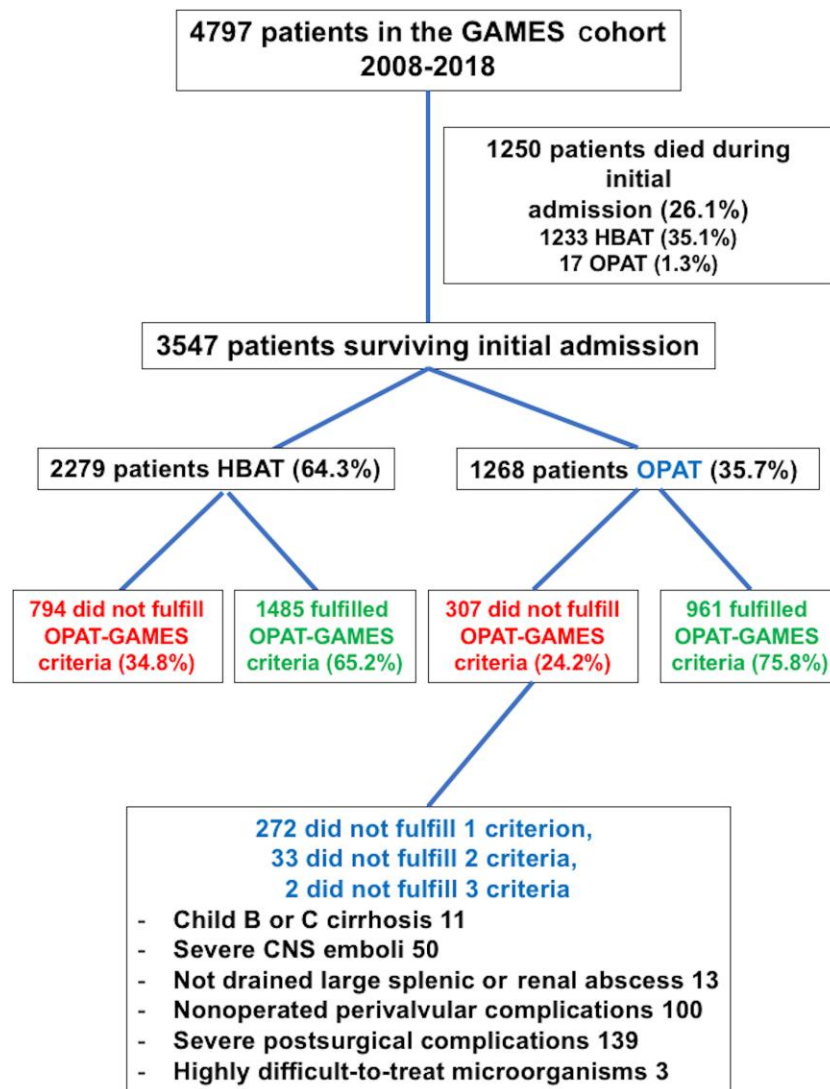 4797 patients in the GAMES cohort
2008-2018
1250 patients died during
initial
admission (26.1%)
1233 HBAT (35.1%)
17 OPAT (1.3%)
3547 patients surviving initial admission
2279 patients HBAT (64.3%)
1268 patients OPAT (35.7%)
794 did not fulfill
OPAT-GAMES
criteria (34.8%)
1485 fulfilled
OPAT-GAMES
criteria (65.2%)
307 did not fulfill
OPAT-GAMES
criteria (24.2%)
961 fulfilled
OPAT-GAMES
criteria (75.8%)
272 did not fulfill 1 criterion,
33 did not fulfill 2 criteria,
2 did not fulfill 3 criteria
- Child B or C cirrhosis 11
- Severe CNS emboli 50
- Not drained large splenic or renal abscess 13
- Nonoperated perivalvular complications 100
- Severe postsurgical complications 139
- Highly difficult-to-treat microorganisms 3